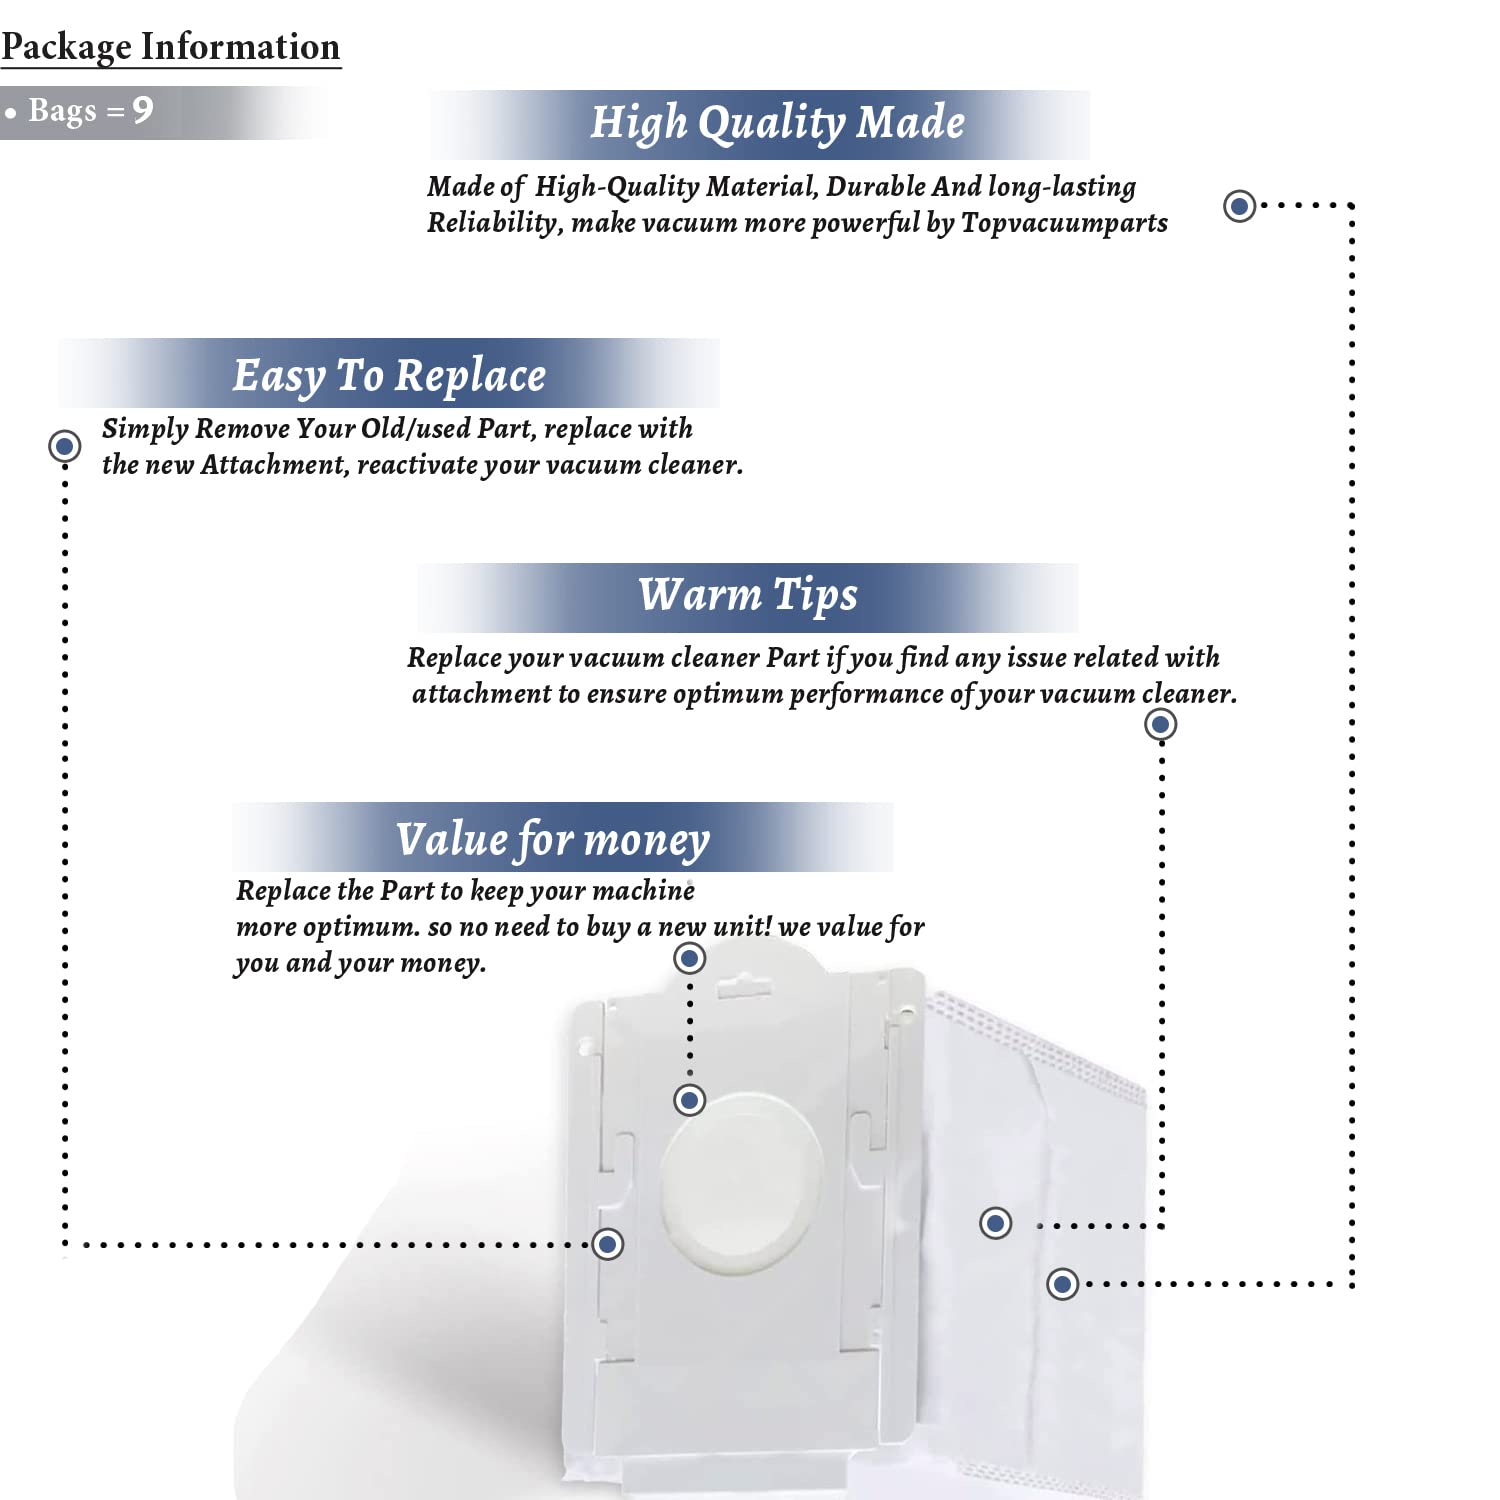 Package Information
• Bags = 9
High Quality Made
Made of High-Quality Material, Durable And long-lasting
Reliability, make vacuum more powerful by Topvacuumparts
Easy To Replace
Simply Remove Your Old/used Part, replace with
the new Attachment, reactivate your vacuum cleaner.
Warm Tips
Replace your vacuum cleaner Part if you find any issue related with
attachment to ensure optimum performance of your vacuum cleaner.
Value for money
Replace the Part to keep your machine
more optimum. so no need to buy a new unit! we value for
you and your money.